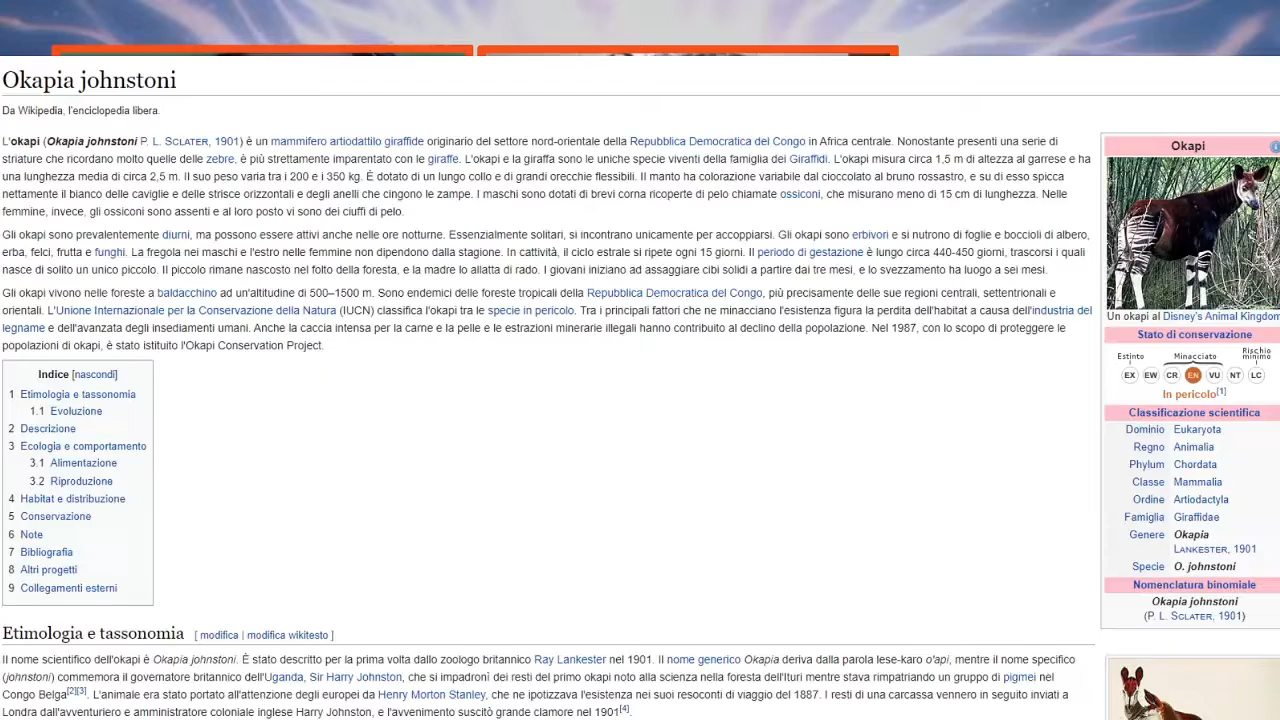 Okapia johnstoni
Da Wikipedia, l'enciclopedia libera.
L'okapi (Okapia johnstoni P. L. SCLATER, 1901) è un mammifero artiodattilo giraffide originario del settore nord-orientale della Repubblica Democratica del Congo in Africa centrale. Nonostante presenti una serie di
striature che ricordano molto quelle delle zebre, è più strettamente imparentato con le giraffe. L'okapi e la giraffa sono le uniche specie viventi della famiglia dei Giraffidi. L'okapi misura circa 1,5 m di altezza al garrese e ha
una lunghezza media di circa 2,5 m. Il suo peso varia tra i 200 e i 350 kg. È dotato di un lungo collo e di grandi orecchie flessibili. Il manto ha colorazione variabile dal cioccolato al bruno rossastro, e su di esso spicca
nettamente il bianco delle caviglie e delle strisce orizzontali e degli anelli che cingono le zampe. I maschi sono dotati di brevi corna ricoperte di pelo chiamate ossiconi, che misurano meno di 15 cm di lunghezza. Nelle
femmine, invece, gli ossiconi sono assenti e al loro posto vi sono dei ciuffi di pelo.
Gli okapi sono prevalentemente diurni, ma possono essere attivi anche nelle ore notturne. Essenzialmente solitari, si incontrano unicamente per accoppiarsi. Gli okapi sono erbivori e si nutrono di foglie e boccioli di albero,
erba, felci, frutta e funghi. La fregola nei maschi e l'estro nelle femmine non dipendono dalla stagione. In cattività, il ciclo estrale si ripete ogni 15 giorni. Il periodo di gestazione è lungo circa 440-450 giorni, trascorsi i quali
nasce di solito un unico piccolo. Il piccolo rimane nascosto nel folto della foresta, e la madre lo allatta di rado. I giovani iniziano ad assaggiare cibi solidi a partire dai tre mesi, e lo svezzamento ha luogo a sei mesi.
Gli okapi vivono nelle foreste a baldacchino ad un'altitudine di 500–1500 m. Sono endemici delle foreste tropicali della Repubblica Democratica del Congo, più precisamente delle sue regioni centrali, settentrionali e
orientali. L'Unione Internazionale per la Conservazione della Natura (IUCN) classifica l'okapi tra le specie in pericolo. Tra i principali fattori che ne minacciano l'esistenza figura la perdita dell'habitat a causa dell'industria del
legname e dell'avanzata degli insediamenti umani. Anche la caccia intensa per la carne e la pelle e le estrazioni minerarie illegali hanno contribuito al declino della popolazione. Nel 1987, con lo scopo di proteggere le
popolazioni di okapi, è stato istituito l'Okapi Conservation Project.
Indice [nascondi]
1 Etimologia e tassonomia
1.1 Evoluzione
2 Descrizione
3 Ecologia e comportamento
3.1 Alimentazione
3.2 Riproduzione
4 Habitat e distribuzione
5 Conservazione
6 Note
7 Bibliografia
8 Altri progetti
9 Collegamenti esterni
Etimologia e tassonomia [ modifica | modifica wikitesto ]
Il nome scientifico dell'okapi è Okapia johnstoni. È stato descritto per la prima volta dallo zoologo britannico Ray Lankester nel 1901. Il nome generico Okapia deriva dalla parola lese-karo o'api, mentre il nome specifico
(johnstoni) commemora il governatore britannico dell'Uganda, Sir Harry Johnston, che si impadronì dei resti del primo okapi noto alla scienza nella foresta dell'Ituri mentre stava rimpatriando un gruppo di pigmei nel
Congo Belga[2][3]. L'animale era stato portato all'attenzione degli europei da Henry Morton Stanley, che ne ipotizzava l'esistenza nei suoi resoconti di viaggio del 1887. I resti di una carcassa vennero in seguito inviati a
Londra dall'avventuriero e amministratore coloniale inglese Harry Johnston, e l'avvenimento suscitò grande clamore nel 1901[4].
Okapi
Un okapi al Disney's Animal Kingdom
Stato di conservazione
Estinto Minacciato Rischio minimo
EX EW CR EN VU NT LC
In pericolo[1]
Classificazione scientifica
Dominio Eukaryota
Regno Animalia
Phylum Chordata
Classe Mammalia
Ordine Artiodactyla
Famiglia Giraffidae
Genere Okapia
LANKESTER, 1901
Specie O. johnstoni
Nomenclatura binomiale
Okapia johnstoni
(P. L. SCLATER, 1901)